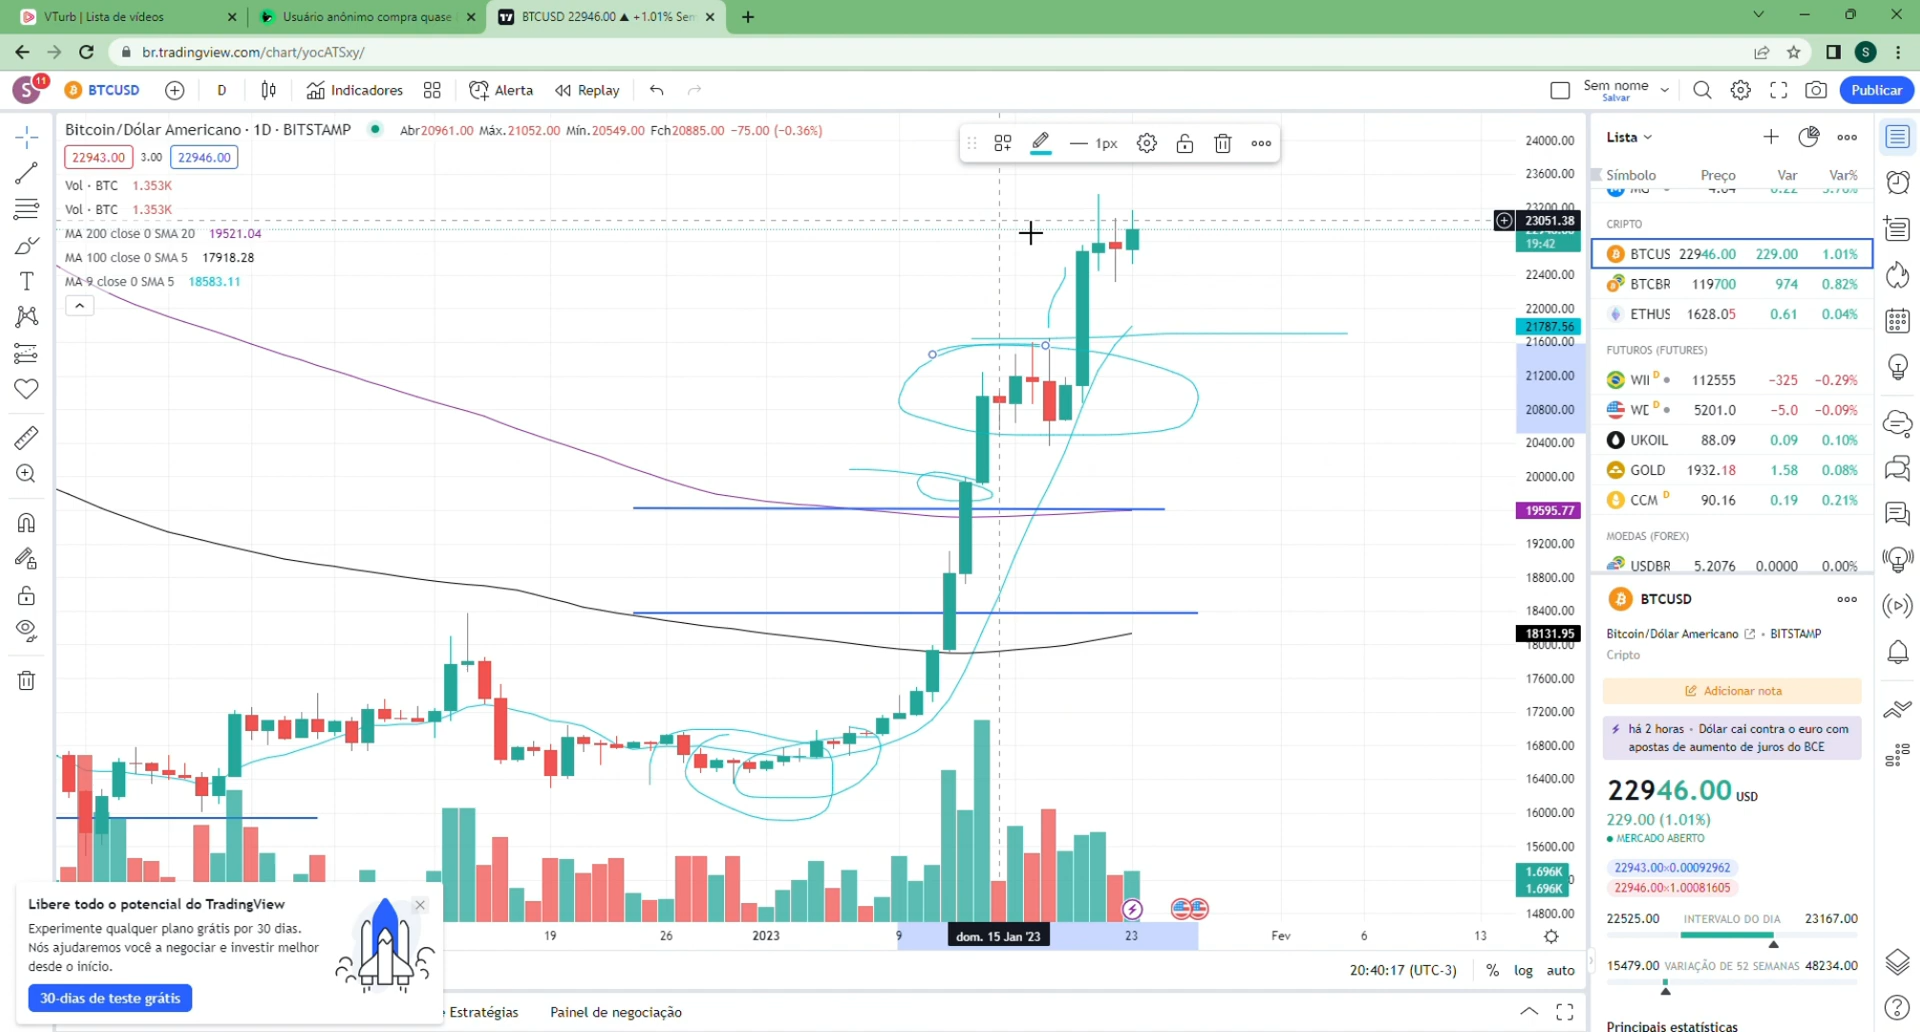 VTurb | Lista de vídeos
Usuário anônimo compra quase
BTCUSD 22946.00 ▲ +1.01% Sem
br.tradingview.com/chart/yocATSxy/
S
S
11
BTCUSD
D
Indicadores
Alerta
Replay
Sem nome
Salvar
Publicar
Bitcoin/Dólar Americano · 1D · BITSTAMP
Abr20961.00 Máx.21052.00 Mín.20549.00 Fch20885.00 −75.00 (−0.36%)
22943.00 3.00 22946.00
Vol · BTC 1.353K
Vol · BTC 1.353K
MA 200 close 0 SMA 20 19521.04
MA 100 close 0 SMA 5 17918.28
MA 9 close 0 SMA 5 18583.11
1px
24000.00
23600.00
23200.00
23051.38
19:42
22400.00
22000.00
21787.56
21600.00
21200.00
20800.00
20400.00
20000.00
19595.77
19200.00
18800.00
18400.00
18131.95
18000.00
17600.00
17200.00
16800.00
16400.00
16000.00
15600.00
1.696K
1.696K
14800.00
19 26 2023 9 dom. 15 Jan '23 23 Fev 6 13
20:40:17 (UTC-3) % log auto
Estratégias Painel de negociação
Libere todo o potencial do TradingView
Experimente qualquer plano grátis por 30 dias.
Nós ajudaremos você a negociar e investir melhor
desde o início.
30-dias de teste grátis
Lista
Símbolo Preço Var Var%
CRIPTO
BTCUS 22946.00 229.00 1.01%
BTCBR 119700 974 0.82%
ETHUS 1628.05 0.61 0.04%
FUTUROS (FUTURES)
WII D 112555 −325 −0.29%
D 5201.0 −5.0 −0.09%
UKOIL 88.09 0.09 0.10%
GOLD 1932.18 1.58 0.08%
CCM D 90.16 0.19 0.21%
MOEDAS (FOREX)
USDBR 5.2076 0.0000 0.00%
BTCUSD
Bitcoin/Dólar Americano · BITSTAMP
Cripto
Adicionar nota
há 2 horas · Dólar cai contra o euro com
apostas de aumento de juros do BCE
22946.00 USD
229.00 (1.01%)
MERCADO ABERTO
22943.00×0.00092962
22946.00×1.00081605
22525.00 INTERVALO DO DIA 23167.00
15479.00 VARIAÇÃO DE 52 SEMANAS 48234.00
Principais estatísticas